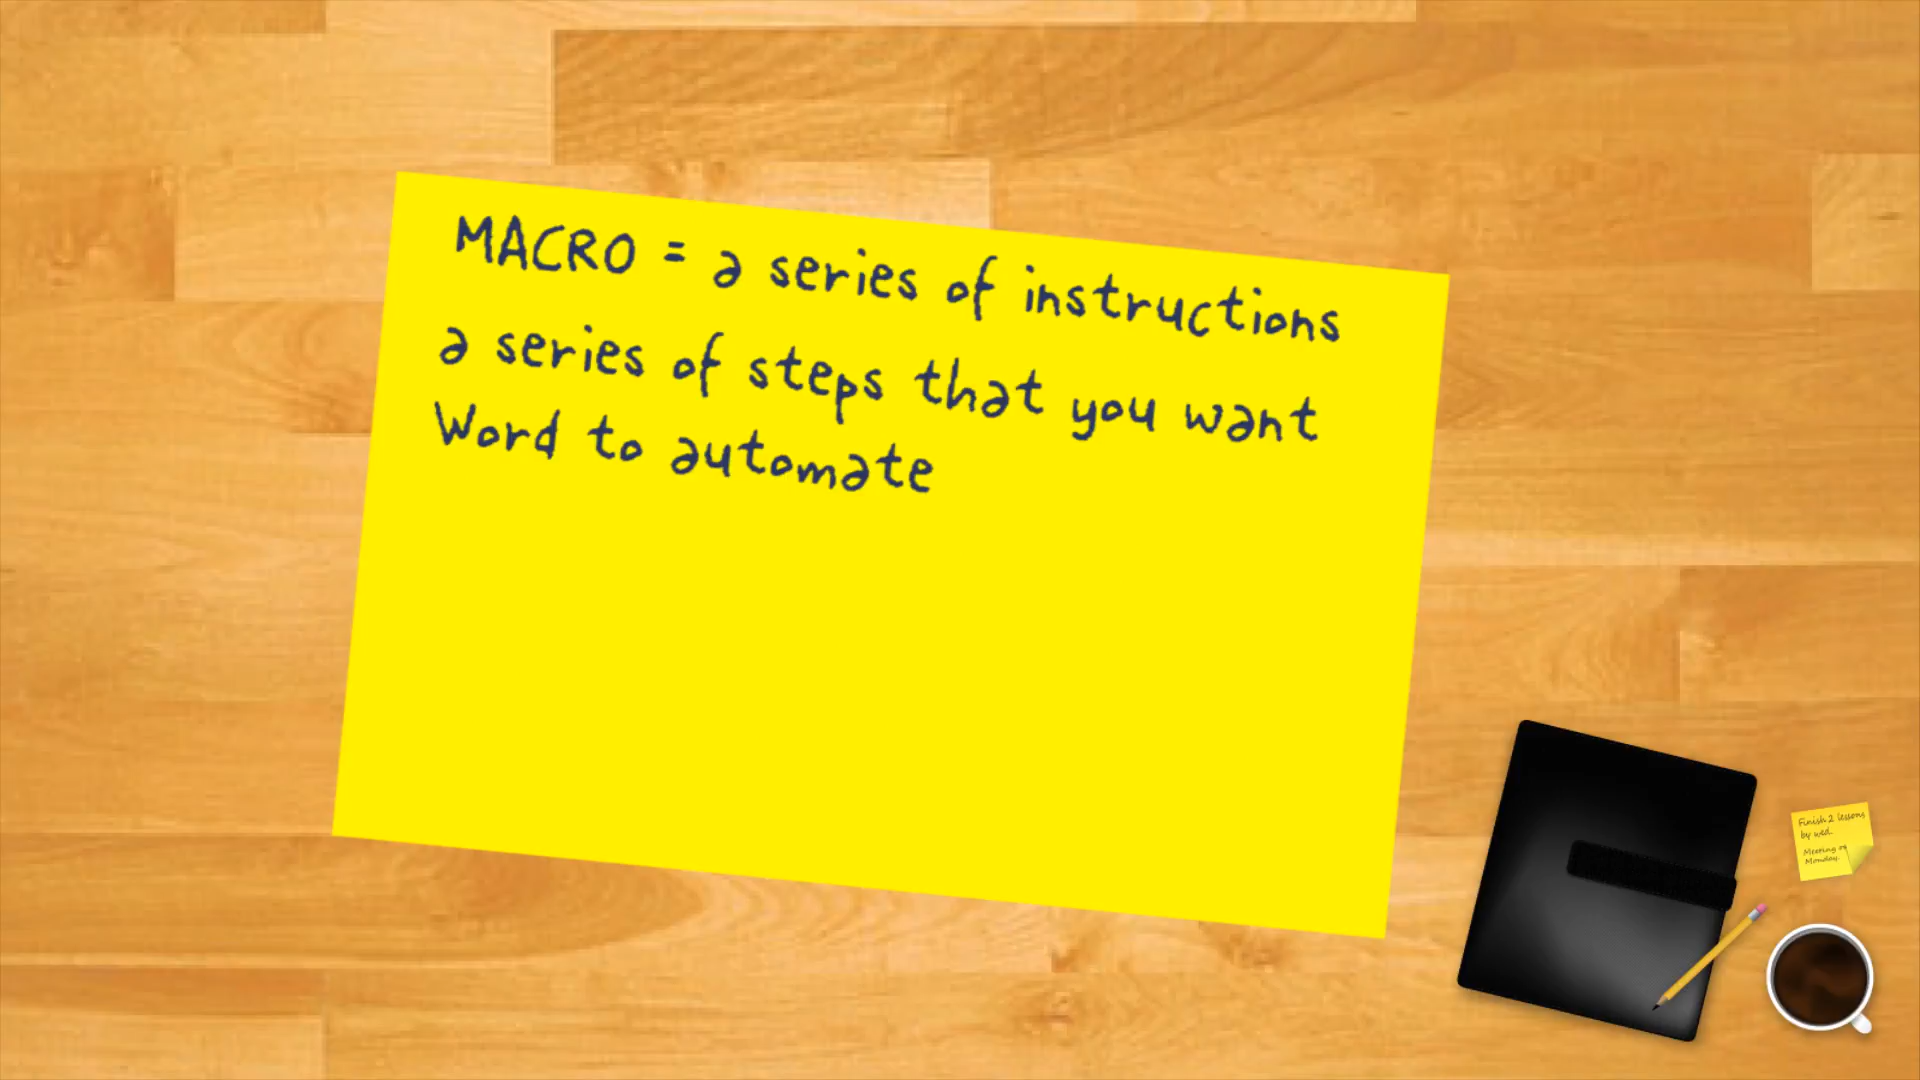 MACRO = a series of instructions
a series of steps that you want
Word to automate
Finish 2 lessons
by wed.
Meeting on
Monday.